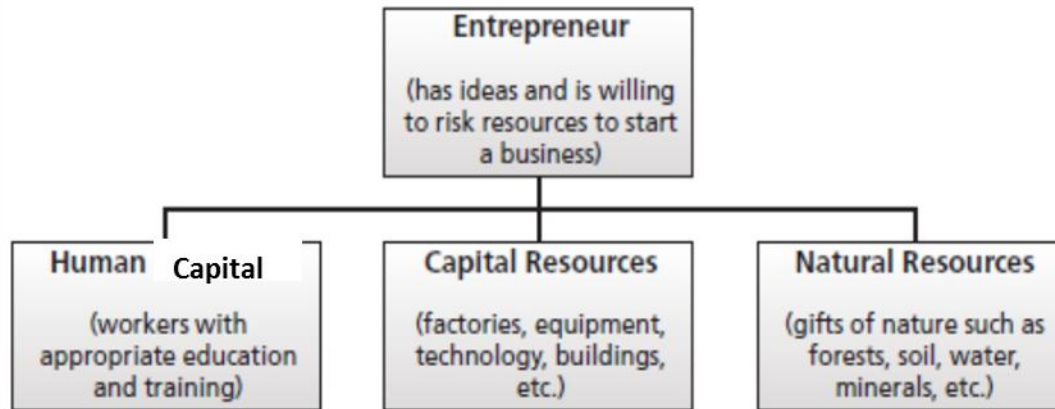 Entrepreneur
(has ideas and is willing
to risk resources to start
a business)
Human Capital
(workers with
appropriate education
and training)
Capital Resources
(factories, equipment,
technology, buildings,
etc.)
Natural Resources
(gifts of nature such as
forests, soil, water,
minerals, etc.)